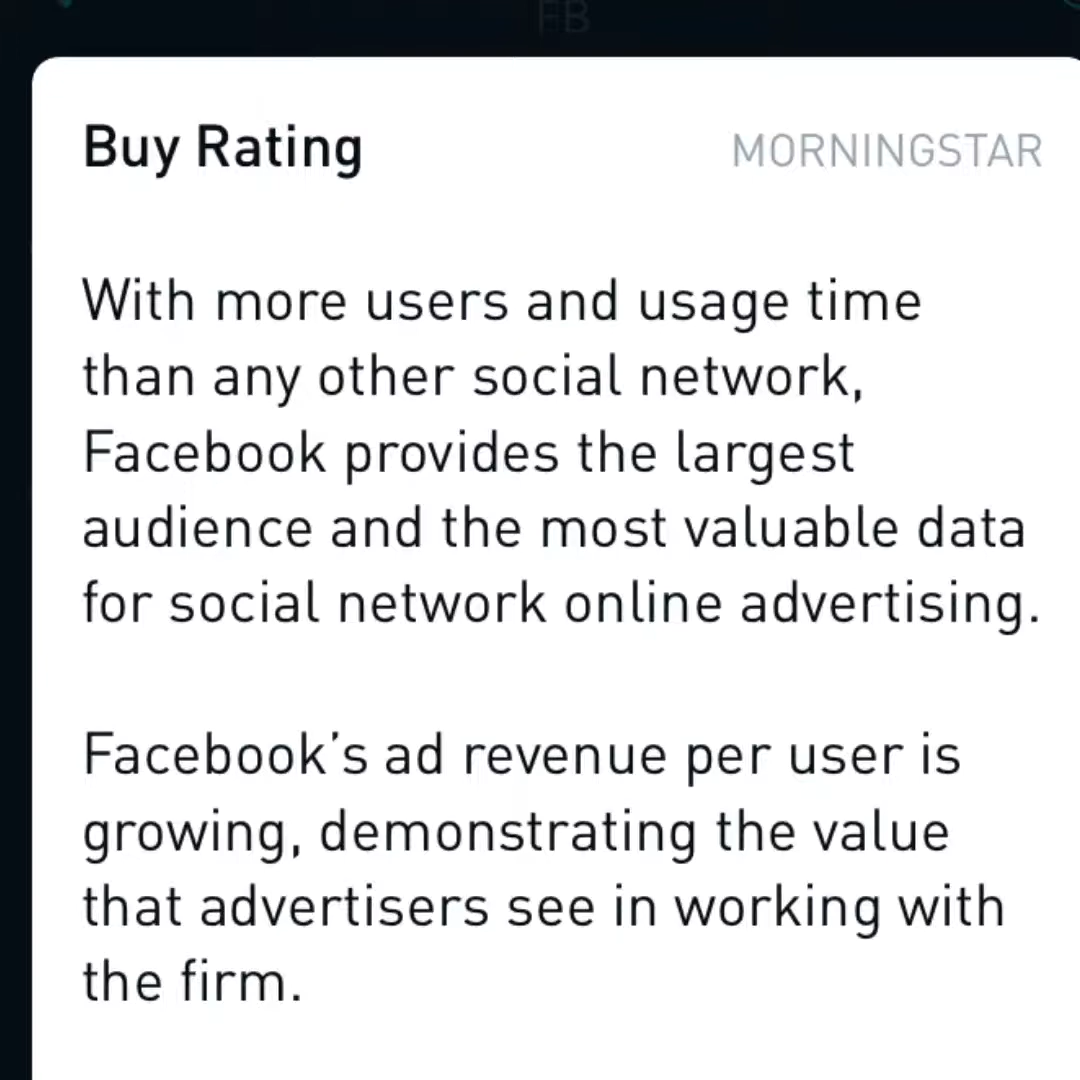 FB
Buy Rating
MORNINGSTAR
With more users and usage time
than any other social network,
Facebook provides the largest
audience and the most valuable data
for social network online advertising.
Facebook’s ad revenue per user is
growing, demonstrating the value
that advertisers see in working with
the firm.